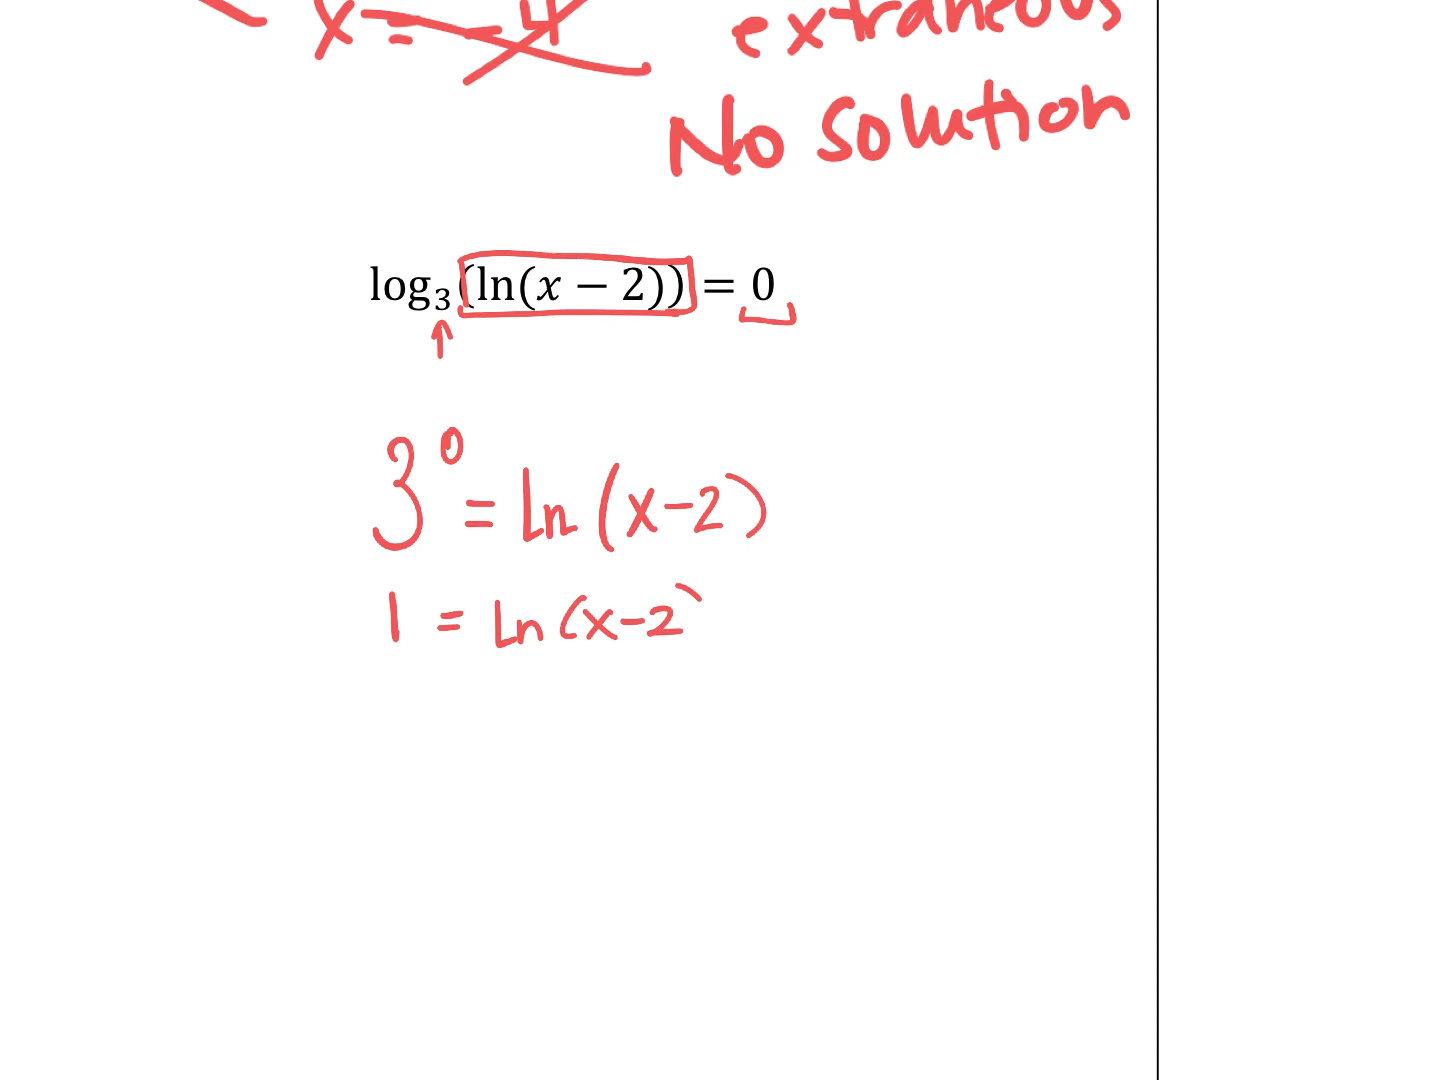 x = -4 extraneous
No solution
log₃(ln(x − 2)) = 0
3⁰ = ln(x-2)
1 = ln(x-2)